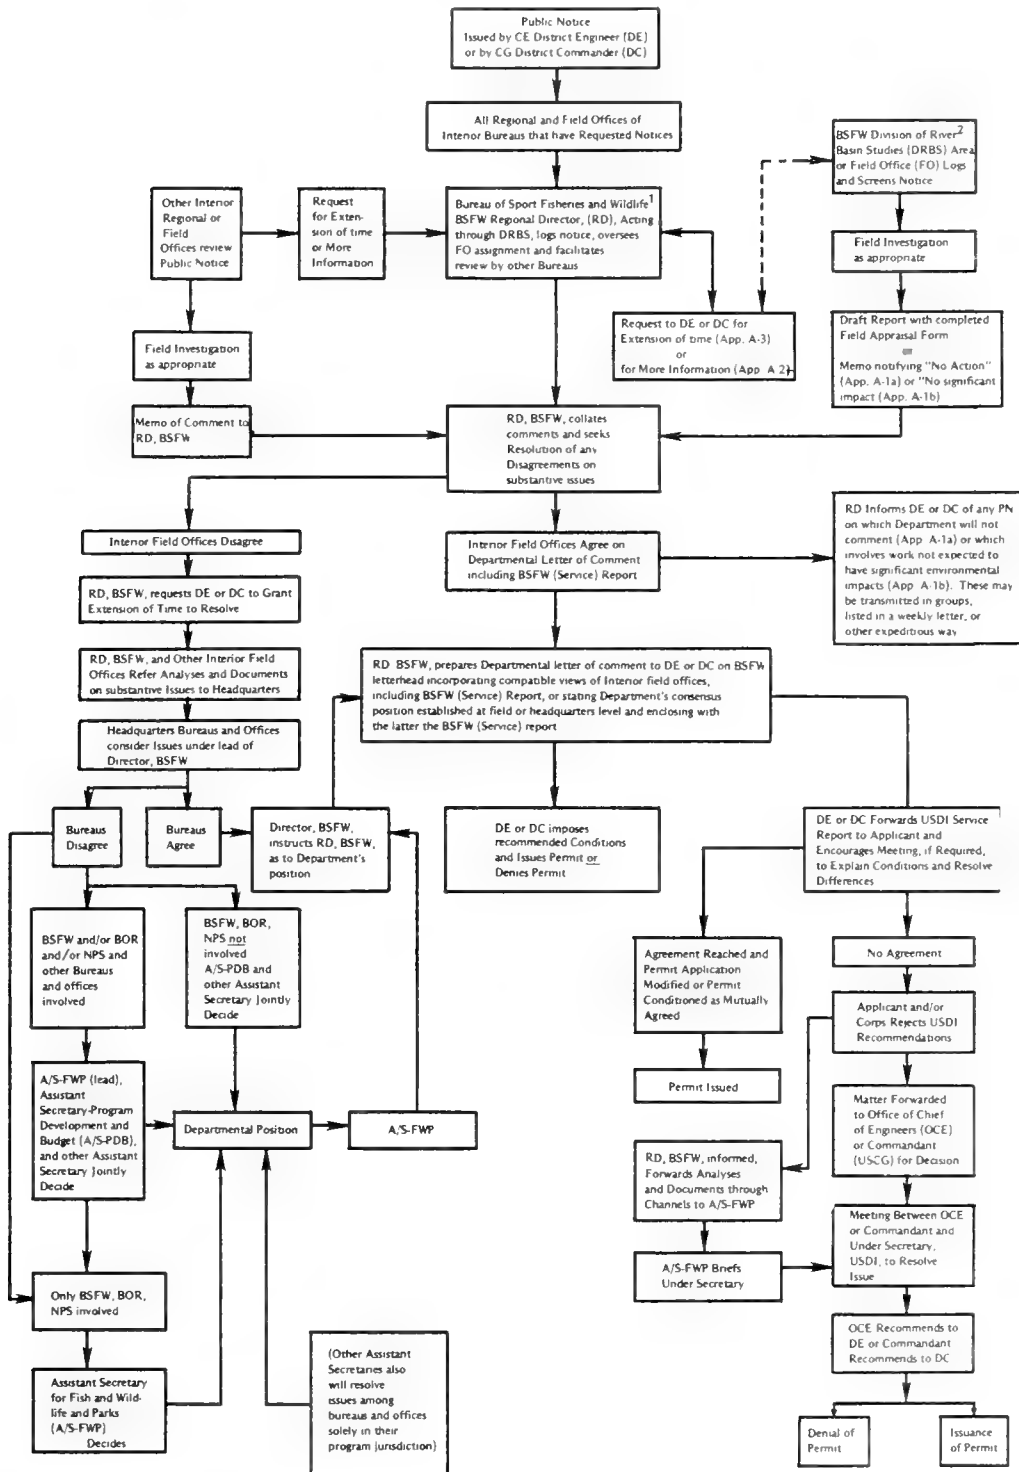 Public Notice
Issued by CE District Engineer (DE)
or by CG District Commander (DC)
All Regional and Field Offices of
Interior Bureaus that have Requested Notices
BSFW Division of River2
Basin Studies (DRBS) Area
or Field Office (FO) Logs
and Screens Notice
Other Interior
Regional or
Field
Offices review
Public Notice
Request
for Exten-
sion of time
or More
Information
Bureau of Sport Fisheries and Wildlife1
BSFW Regional Director, (RD), Acting
through DRBS, logs notice, oversees
FO assignment and facilitates
review by other Bureaus
Field Investigation
as appropriate
Request to DE or DC for
Extension of time (App. A-3)
or
for More Information (App. A 2)
Draft Report with completed
Field Appraisal Form
Memo notifying "No Action"
(App. A-1a) or "No significant
impact (App. A-1b)
Field Investigation
as appropriate
Memo of Comment to
RD, BSFW
RD, BSFW, collates
comments and seeks
Resolution of any
Disagreements on
substantive issues
Interior Field Offices Disagree
Interior Field Offices Agree on
Departmental Letter of Comment
including BSFW (Service) Report
RD Informs DE or DC of any PN
on which Department will not
comment (App A-1a) or which
involves work not expected to
have significant environmental
impacts (App. A-1b). These may
be transmitted in groups,
listed in a weekly letter, or
other expeditious way
RD, BSFW, requests DE or DC to Grant
Extension of Time to Resolve
RD, BSFW, and Other Interior Field
Offices Refer Analyses and Documents
on substantive Issues to Headquarters
RD BSFW, prepares Departmental letter of comment to DE or DC on BSFW
letterhead incorporating compatible views of Interior field offices,
including BSFW (Service) Report, or stating Department's consensus
position established at field or headquarters level and enclosing with
the latter the BSFW (Service) report
Headquarters Bureaus and Offices
consider Issues under lead of
Director, BSFW
Bureaus
Disagree
Bureaus
Agree
Director, BSFW,
instructs RD, BSFW,
as to Department's
position
DE or DC imposes
recommended Conditions
and Issues Permit or
Denies Permit
DE or DC Forwards USDI Service
Report to Applicant and
Encourages Meeting, if Required,
to Explain Conditions and Resolve
Differences
BSFW and/or BOR
and/or NPS and
other Bureaus
and offices
involved
BSFW, BOR,
NPS not
involved
A/S-PDB and
other Assistant
Secretary Jointly
Decide
Agreement Reached and
Permit Application
Modified or Permit
Conditioned as Mutually
Agreed
No Agreement
Applicant and/or
Corps Rejects USDI
Recommendations
Permit Issued
A/S-FWP (lead),
Assistant
Secretary-Program
Development and
Budget (A/S-PDB),
and other Assistant
Secretary Jointly
Decide
Departmental Position
A/S-FWP
Matter Forwarded
to Office of Chief
of Engineers (OCE)
or Commandant
(USCG) for Decision
RD, BSFW, informed,
Forwards Analyses
and Documents through
Channels to A/S-FWP
Meeting Between OCE
or Commandant and
Under Secretary,
USDI, to Resolve
Issue
A/S-FWP Briefs
Under Secretary
Only BSFW, BOR,
NPS involved
OCE Recommends to
DE or Commandant
Recommends to DC
Assistant Secretary
for Fish and Wild-
life and Parks
(A/S-FWP)
Decides
(Other Assistant
Secretaries also
will resolve
issues among
bureaus and offices
solely in their
program jurisdiction)
Denial of
Permit
Issuance
of Permit